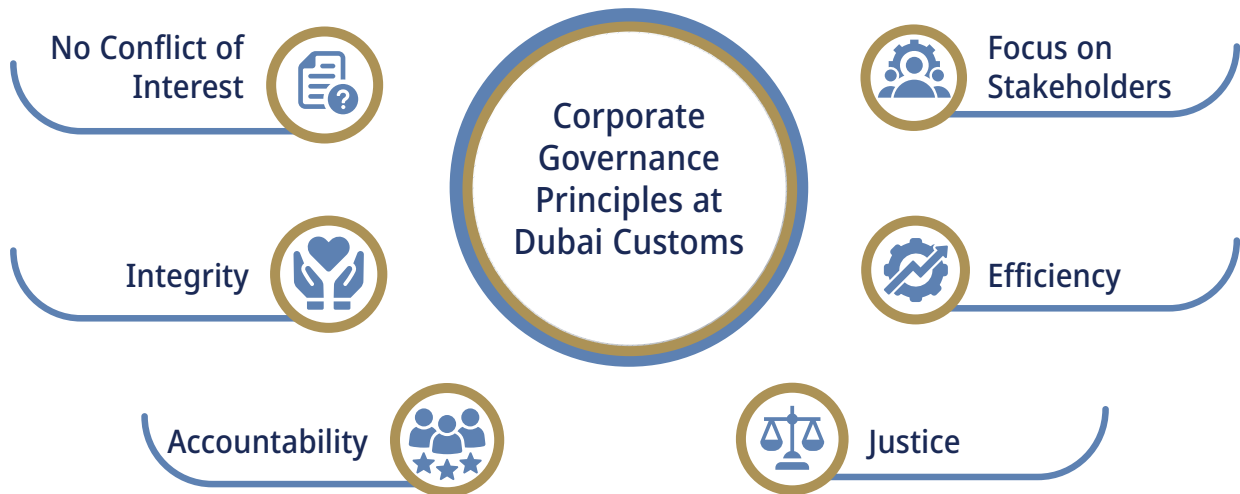 No Conflict of
Interest
Corporate
Governance
Principles at
Dubai Customs
Focus on
Stakeholders
Integrity
Efficiency
Accountability
Justice